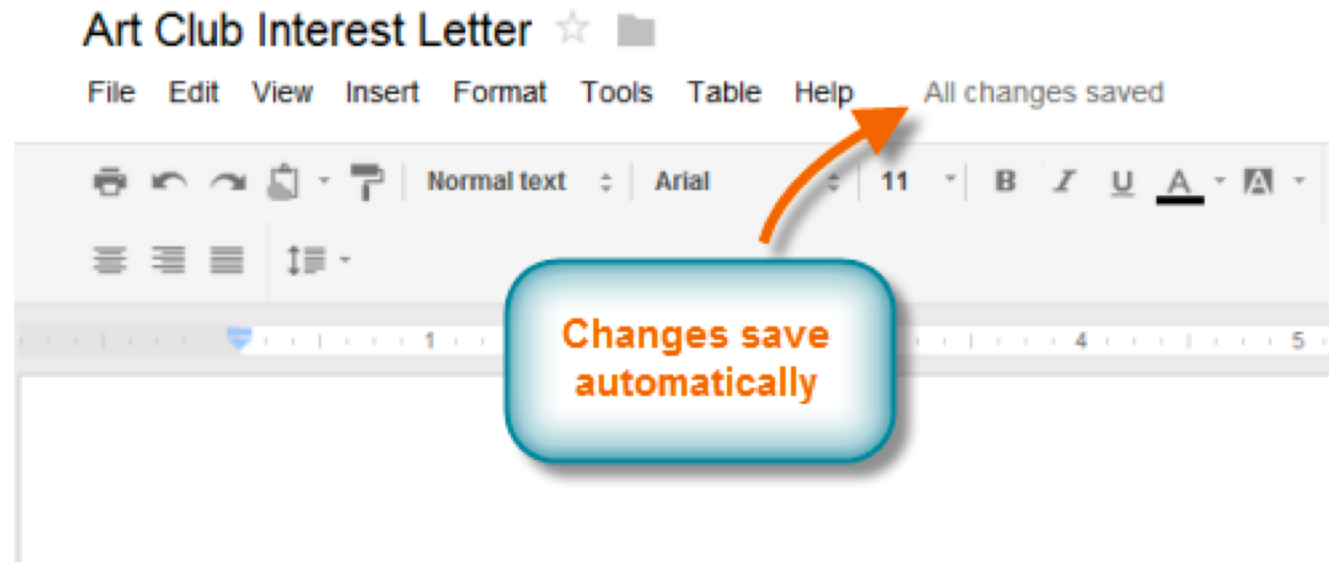 Art Club Interest Letter
File Edit View Insert Format Tools Table Help All changes saved
Normal text Arial 11 B I U A A
1 4 5
Changes save
automatically